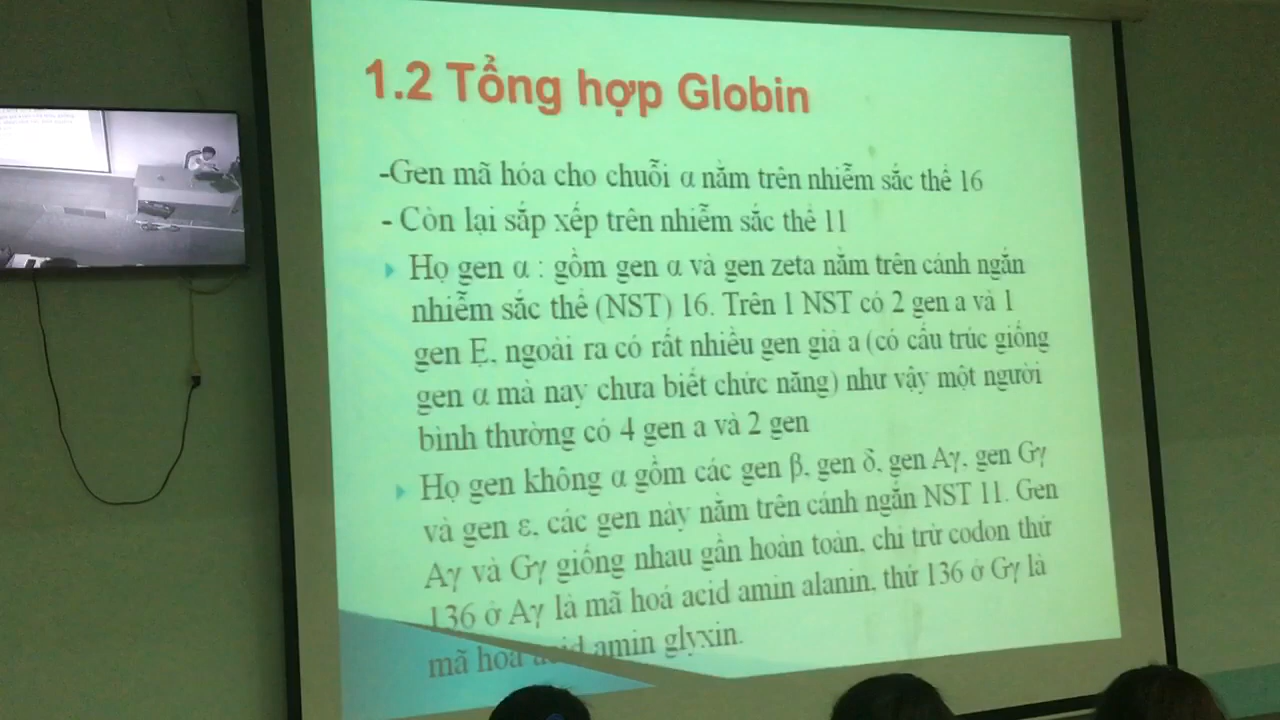 1.2 Tổng hợp Globin
-Gen mã hóa cho chuỗi α nằm trên nhiễm sắc thể 16
- Còn lại sắp xếp trên nhiễm sắc thể 11
Họ gen α : gồm gen α và gen zeta nằm trên cánh ngắn
nhiễm sắc thể (NST) 16. Trên 1 NST có 2 gen a và 1
gen Ẹ, ngoài ra có rất nhiều gen giả a (có cấu trúc giống
gen α mà nay chưa biết chức năng) như vậy một người
bình thường có 4 gen a và 2 gen
Họ gen không α gồm các gen β, gen δ, gen Aγ, gen Gγ
và gen ε, các gen này nằm trên cánh ngắn NST 11. Gen
Aγ và Gγ giống nhau gần hoàn toàn, chỉ trừ codon thứ
136 ở Aγ là mã hoá acid amin alanin, thứ 136 ở Gγ là
mã hoá acid amin glyxin.